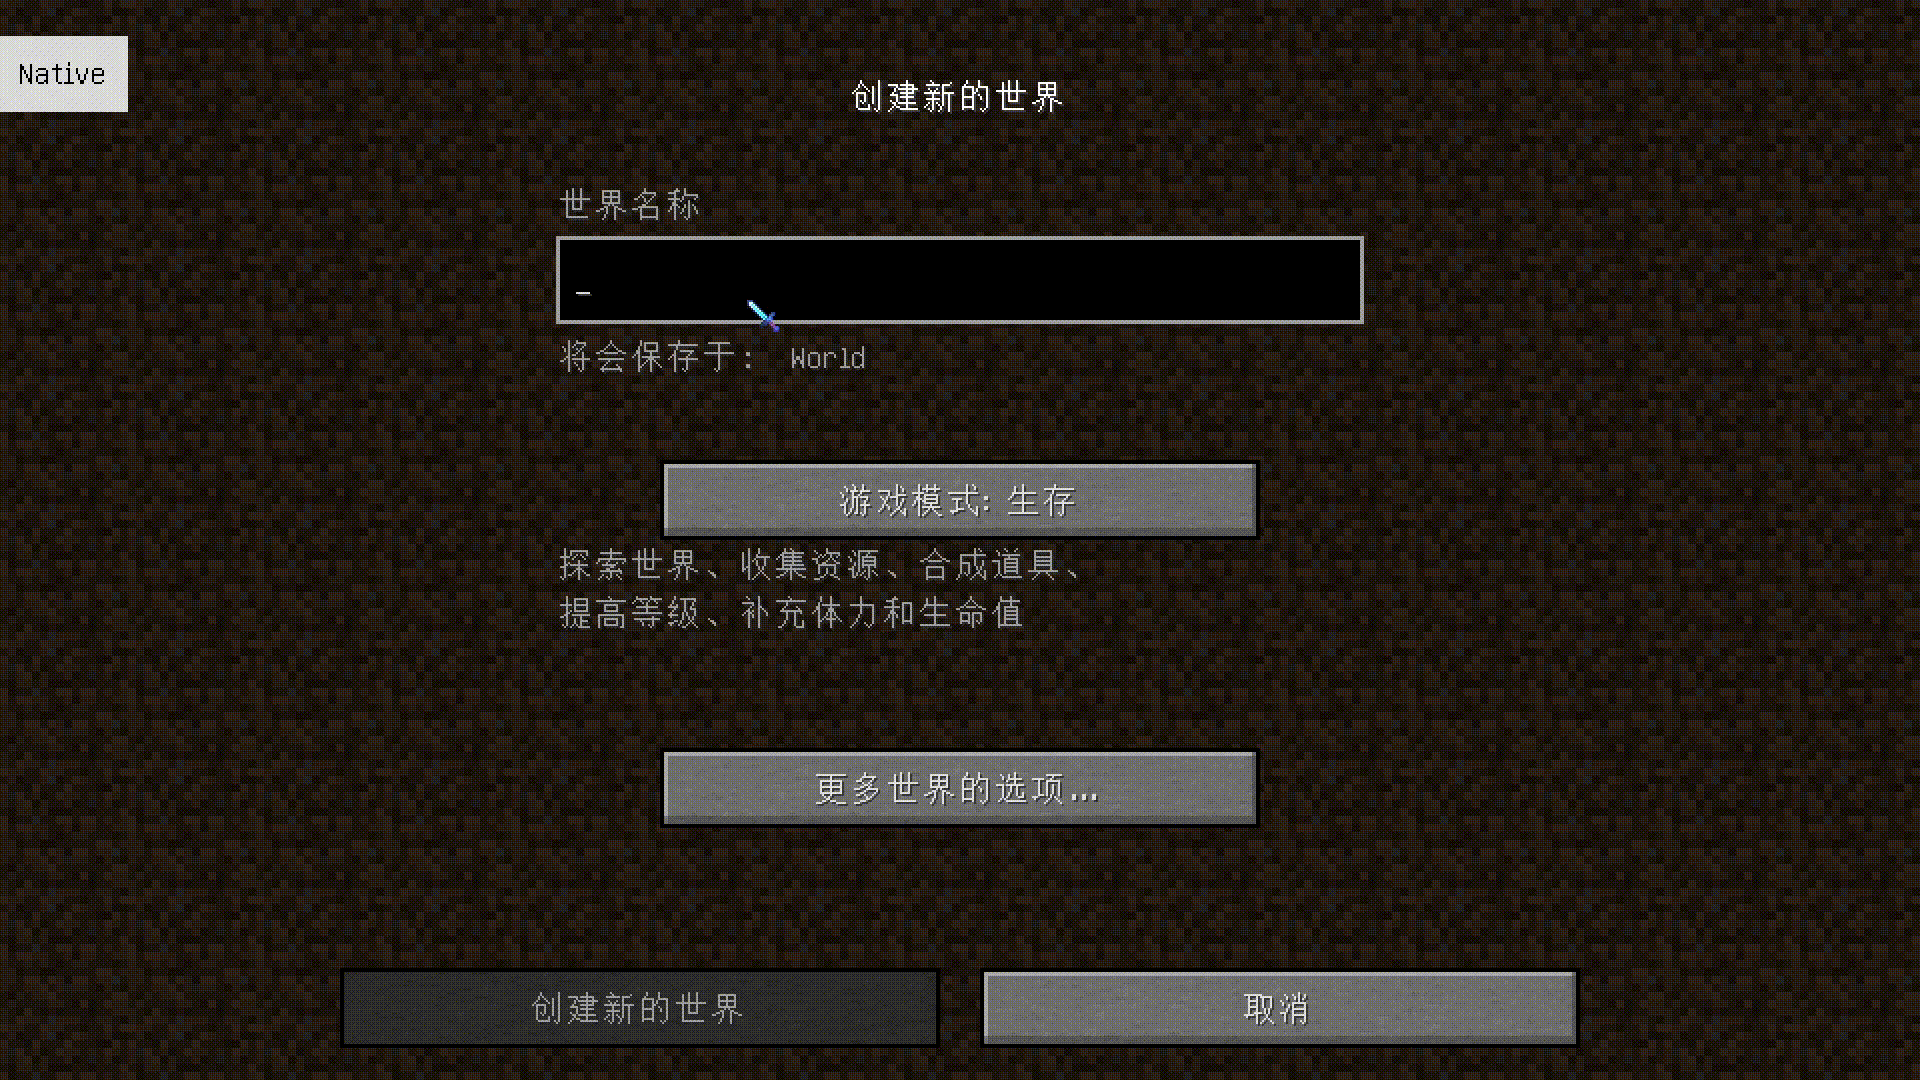 Native
创建新的世界
世界名称
_
将会保存于： World
游戏模式: 生存
探索世界、收集资源、合成道具、
提高等级、补充体力和生命值
更多世界的选项...
创建新的世界
取消